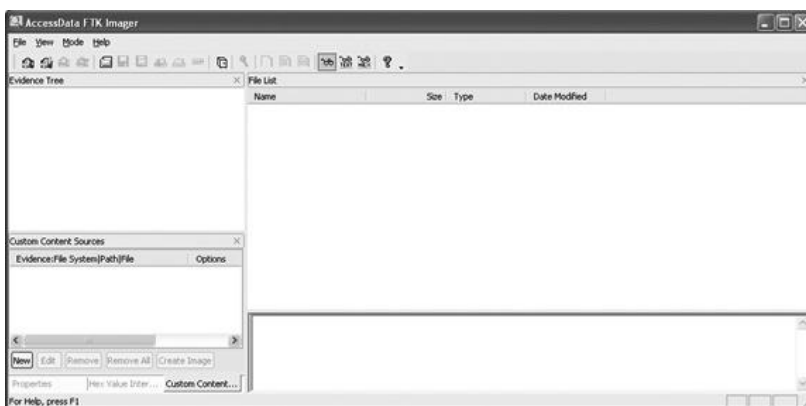 AccessData FTK Imager
File View Mode Help
Evidence Tree
File List
Name Size Type Date Modified
Custom Content Sources
Evidence:File System|Path|File Options
New Edit Remove Remove All Create Image
Properties Hex Value Inter... Custom Content...
For Help, press F1